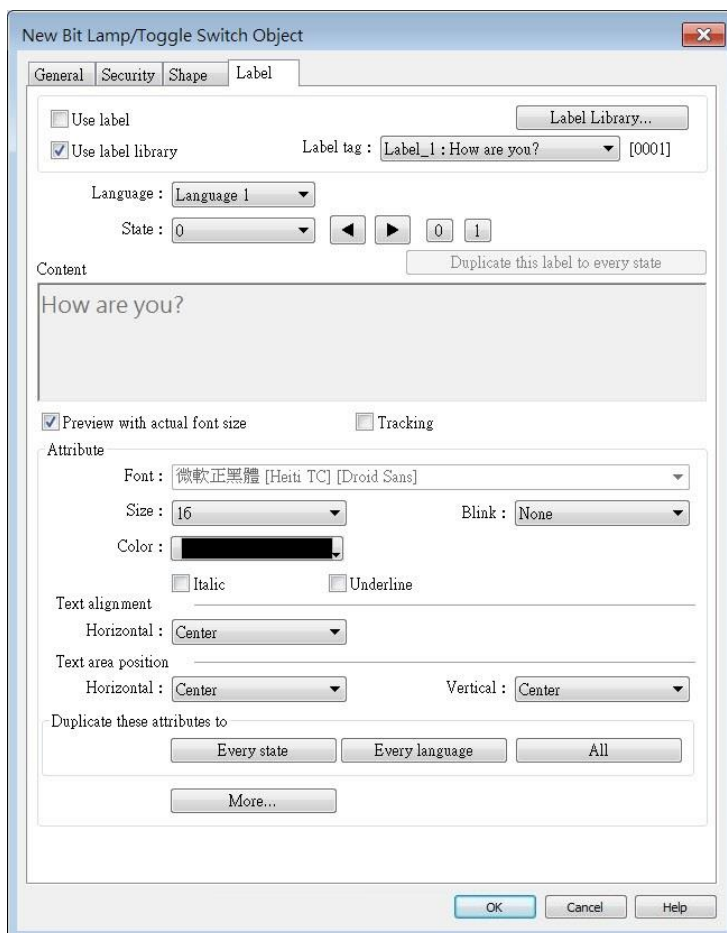 New Bit Lamp/Toggle Switch Object
General Security Shape Label
Use label
Label Library...
Use label library
Label tag : Label_1 : How are you? [0001]
Language : Language 1
State : 0 0 1
Duplicate this label to every state
Content
How are you?
Preview with actual font size Tracking
Attribute
Font : 微軟正黑體 [Heiti TC] [Droid Sans]
Size : 16 Blink : None
Color :
Italic Underline
Text alignment
Horizontal : Center
Text area position
Horizontal : Center Vertical : Center
Duplicate these attributes to
Every state Every language All
More...
OK Cancel Help